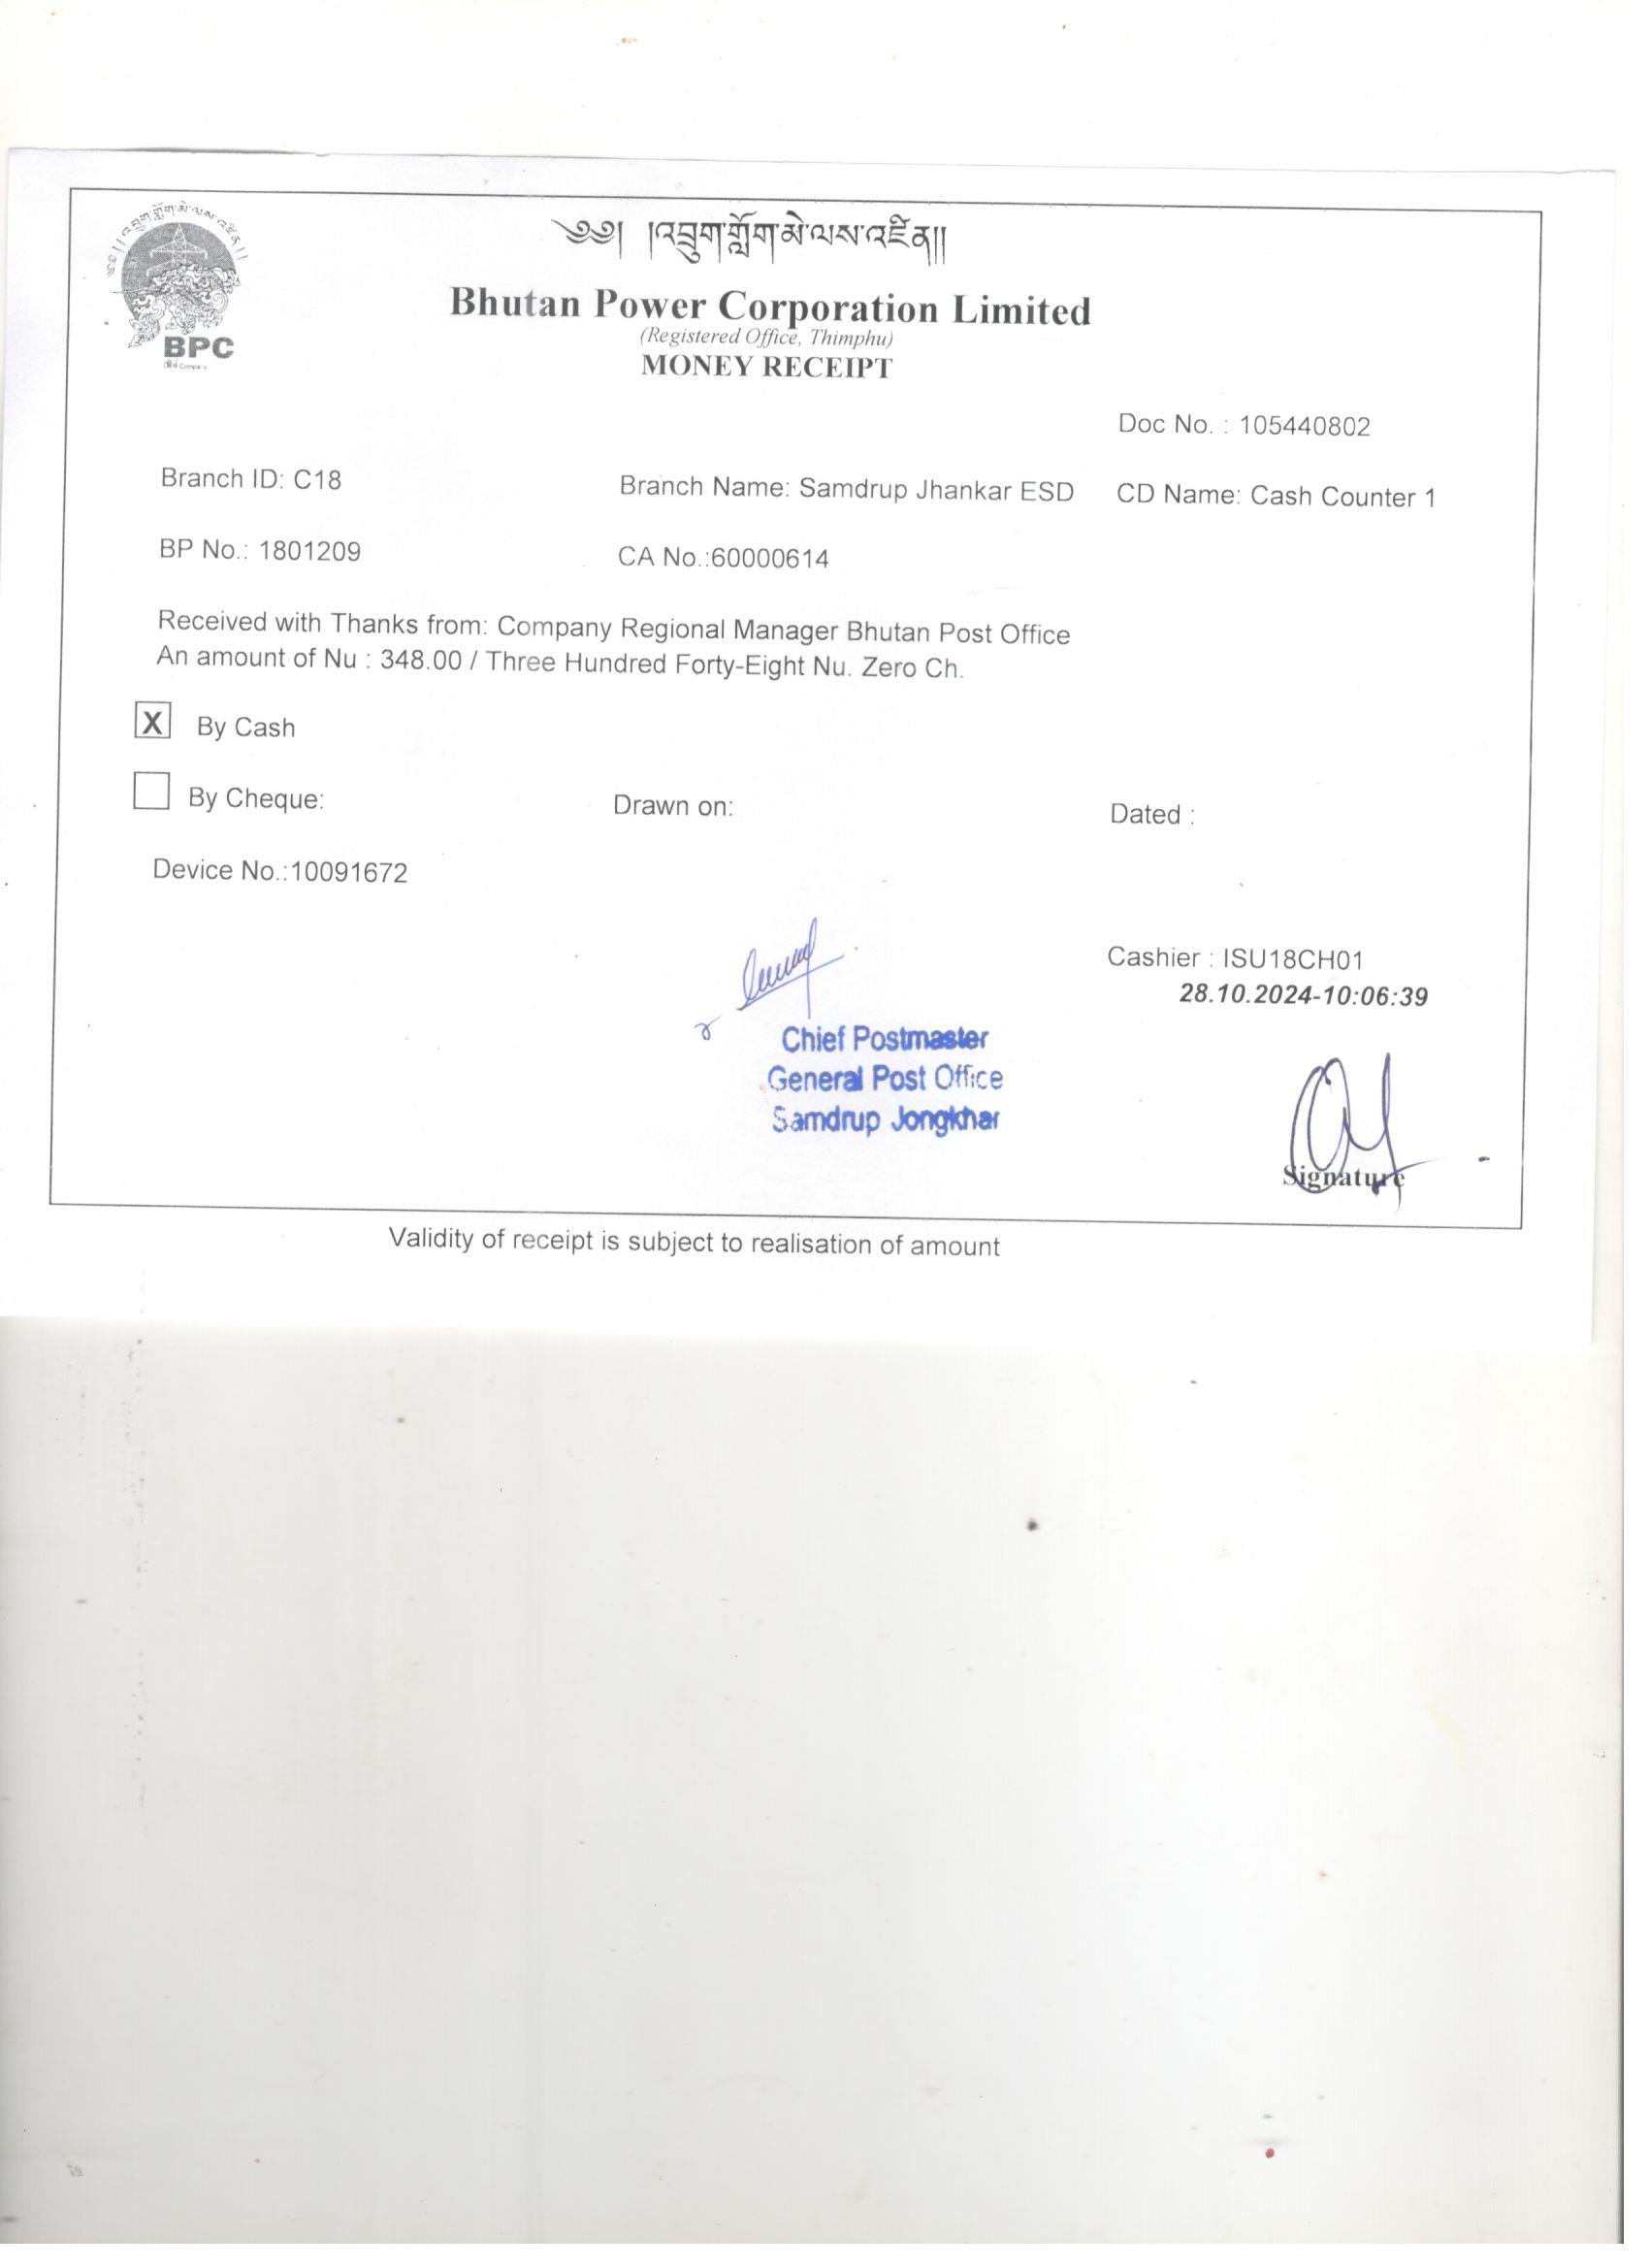 ༄༅། །འབྲུག་གློག་མེ་ལས་འཛིན།།
༄༅། །འབྲུག་གློག་མེ་ལས་འཛིན།།
BPC
Bhutan Power Corporation Limited
(Registered Office, Thimphu)
MONEY RECEIPT
Doc No. : 105440802
Branch ID: C18 Branch Name: Samdrup Jhankar ESD CD Name: Cash Counter 1
BP No.: 1801209 CA No.:60000614
Received with Thanks from: Company Regional Manager Bhutan Post Office
An amount of Nu : 348.00 / Three Hundred Forty-Eight Nu. Zero Ch.
X By Cash
By Cheque: Drawn on: Dated :
Device No.:10091672
Cashier : ISU18CH01
28.10.2024-10:06:39
Chief Postmaster
General Post Office
Samdrup Jongkhar
Signature
Validity of receipt is subject to realisation of amount